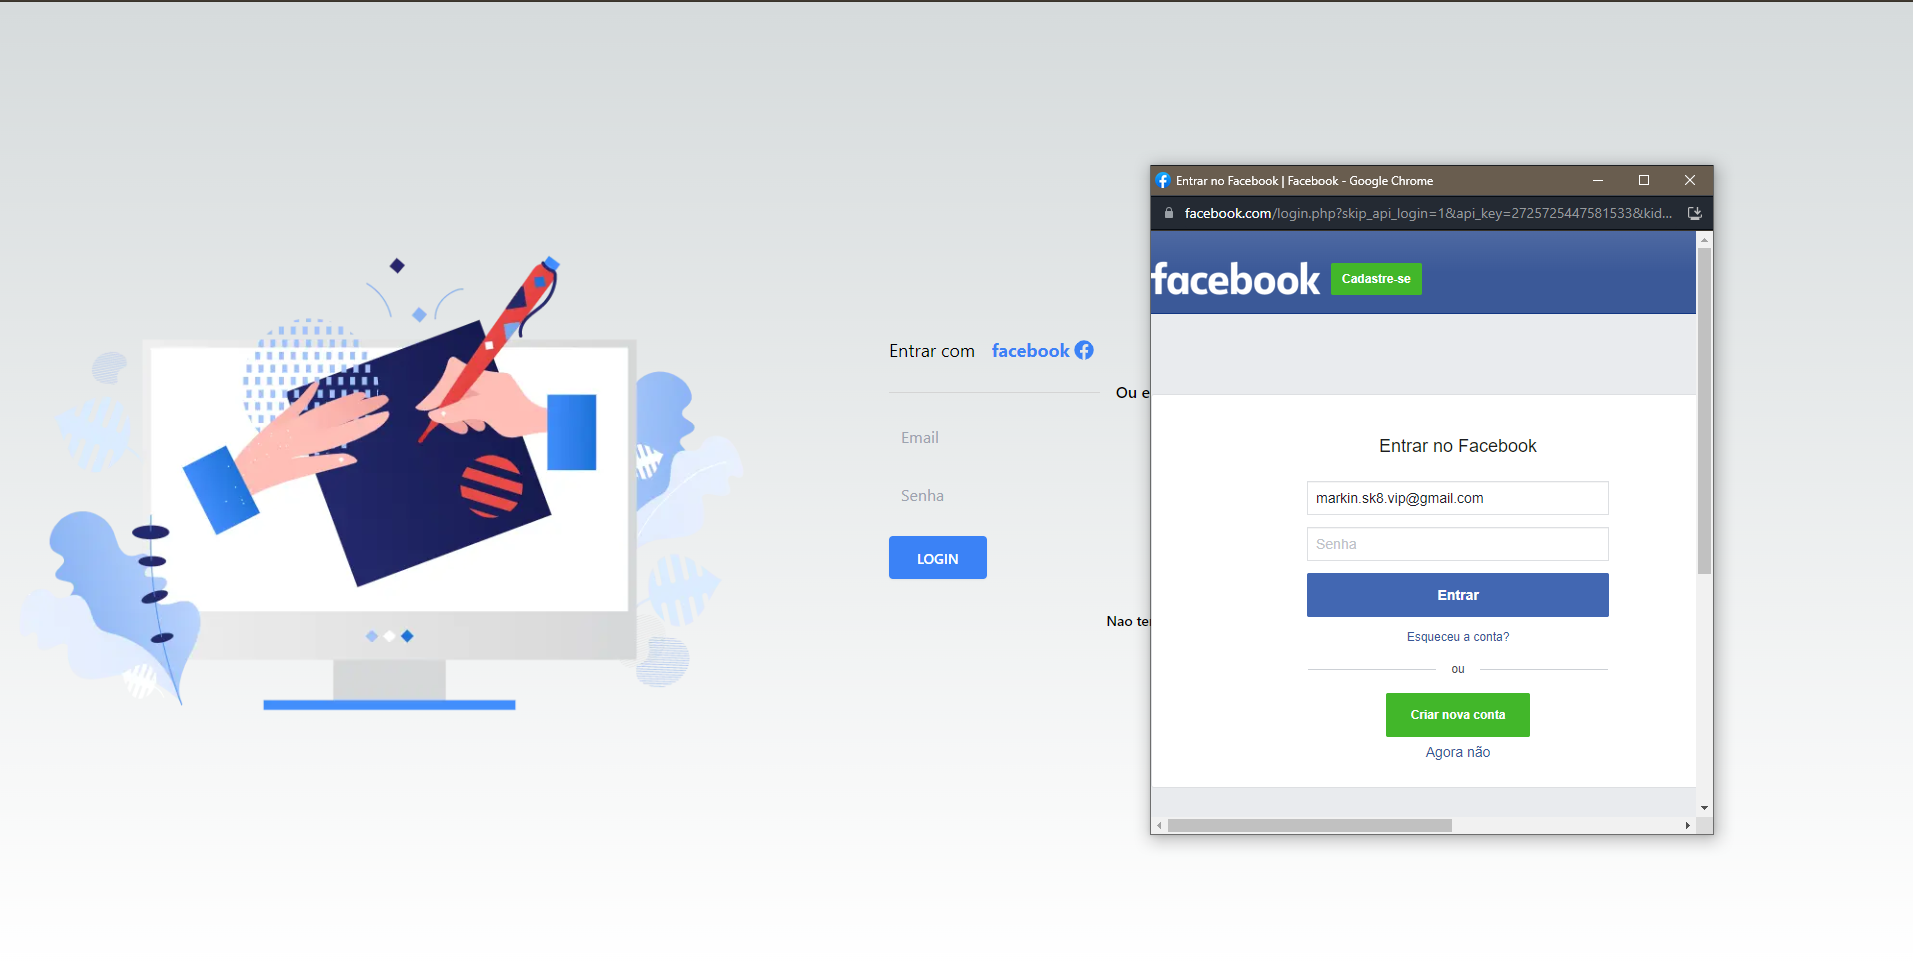 Entrar com facebook
Ou e
Email
Senha
LOGIN
Nao te
Entrar no Facebook | Facebook - Google Chrome
facebook.com/login.php?skip_api_login=1&api_key=2725725447581533&kid...
facebook Cadastre-se
Entrar no Facebook
markin.sk8.vip@gmail.com
Senha
Entrar
Esqueceu a conta?
ou
Criar nova conta
Agora não